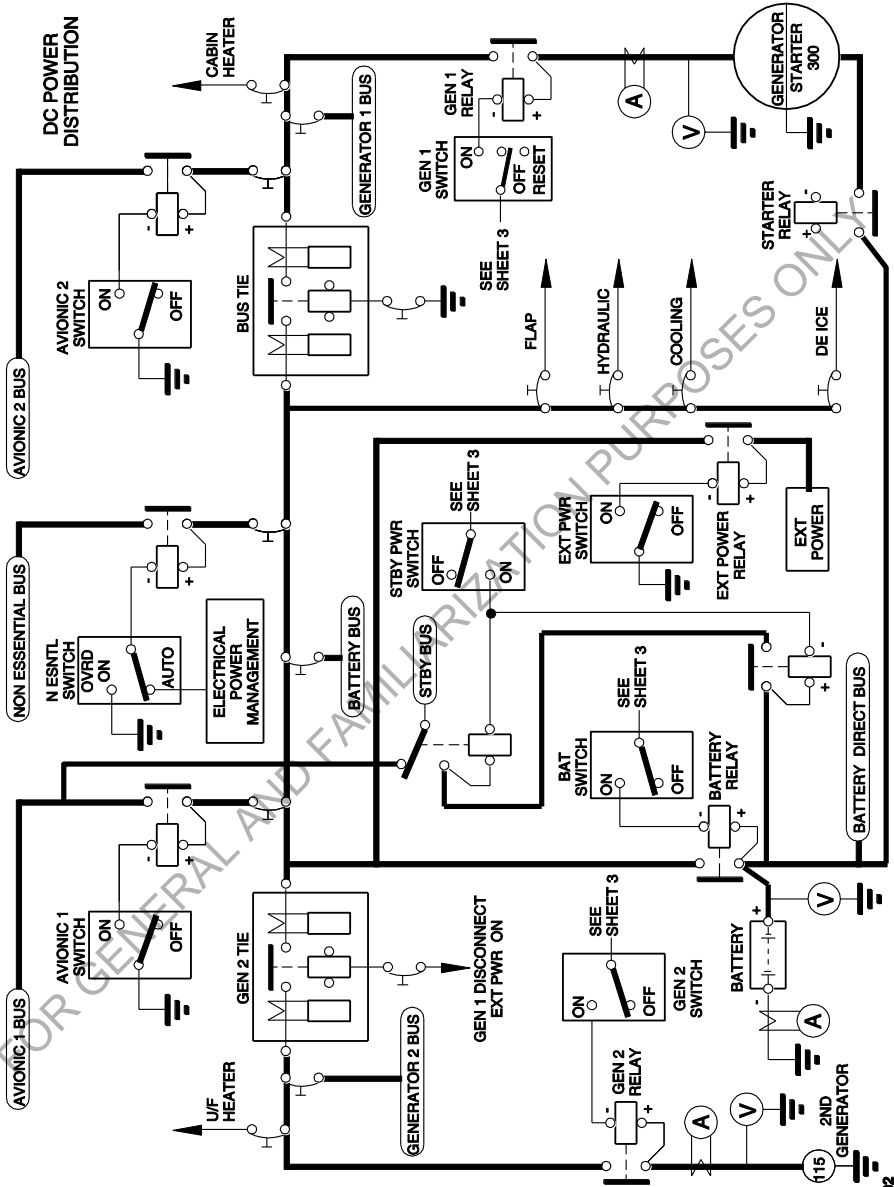 DC POWER
DISTRIBUTION
AVIONIC 1 BUS
NON ESSENTIAL BUS
AVIONIC 2 BUS
AVIONIC 1
SWITCH
ON
OFF
-
+
N ESNTL
SWITCH
OVRD
ON
AUTO
ELECTRICAL
POWER
MANAGEMENT
-
+
AVIONIC 2
SWITCH
ON
OFF
-
+
U/F
HEATER
CABIN
HEATER
GEN 2 TIE
BUS TIE
GENERATOR 2 BUS
BATTERY BUS
GENERATOR 1 BUS
GEN 1 DISCONNECT
EXT PWR ON
STBY BUS
STBY PWR
SWITCH
OFF
ON
SEE
SHEET 3
SEE
SHEET 3
GEN 1
SWITCH
ON
OFF
RESET
GEN 1
RELAY
-
+
FLAP
HYDRAULIC
COOLING
DE ICE
GEN 2
SWITCH
ON
OFF
SEE
SHEET 3
GEN 2
RELAY
-
+
BAT
SWITCH
ON
OFF
SEE
SHEET 3
BATTERY
RELAY
-
+
EXT PWR
SWITCH
ON
OFF
EXT POWER
RELAY
-
+
EXT
POWER
A
V
GENERATOR
STARTER
300
STARTER
RELAY
+
-
-
+
BATTERY
-
+
A
V
BATTERY DIRECT BUS
A
V
115
2ND
GENERATOR
FOR GENERAL AND FAMILIARIZATION PURPOSES ONLY